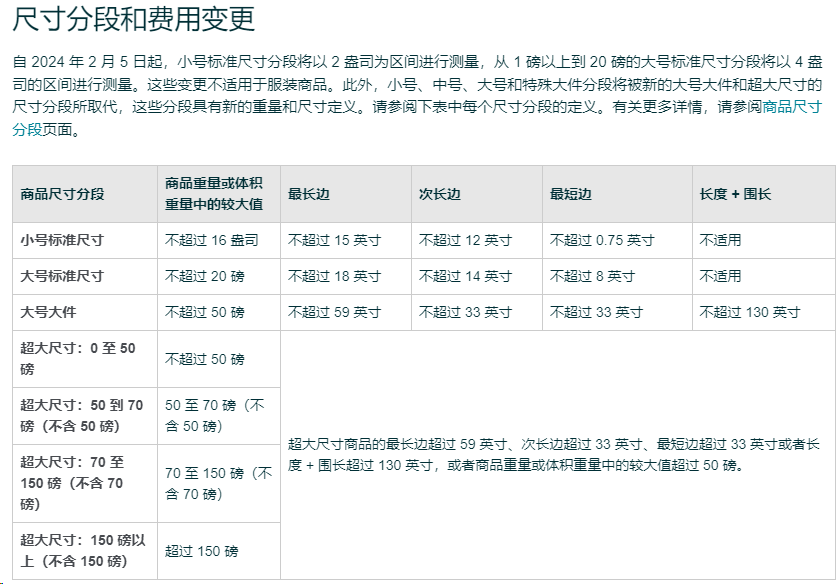 尺寸分段和费用变更
自 2024 年 2 月 5 日起，小号标准尺寸分段将以 2 盎司为区间进行测量，从 1 磅以上到 20 磅的大号标准尺寸分段将以 4 盎
司的区间进行测量。这些变更不适用于服装商品。此外，小号、中号、大号和特殊大件分段将被新的大号大件和超大尺寸的
尺寸分段所取代，这些分段具有新的重量和尺寸定义。请参阅下表中每个尺寸分段的定义。有关更多详情，请参阅商品尺寸
分段页面。
商品尺寸分段 商品重量或体积 最长边 次长边 最短边 长度 + 围长
重量中的较大值
小号标准尺寸 不超过 16 盎司 不超过 15 英寸 不超过 12 英寸 不超过 0.75 英寸 不适用
大号标准尺寸 不超过 20 磅 不超过 18 英寸 不超过 14 英寸 不超过 8 英寸 不适用
大号大件 不超过 50 磅 不超过 59 英寸 不超过 33 英寸 不超过 33 英寸 不超过 130 英寸
超大尺寸：0 至 50
磅
不超过 50 磅
超大尺寸：50 到 70
磅（不含 50 磅）
50 至 70 磅（不
含 50 磅）
超大尺寸：70 至
150 磅（不含 70
磅）
70 至 150 磅（不
含 70 磅）
超大尺寸：150 磅以
上（不含 150 磅）
超过 150 磅
超大尺寸商品的最长边超过 59 英寸、次长边超过 33 英寸、最短边超过 33 英寸或者长
度 + 围长超过 130 英寸，或者商品重量或体积重量中的较大值超过 50 磅。